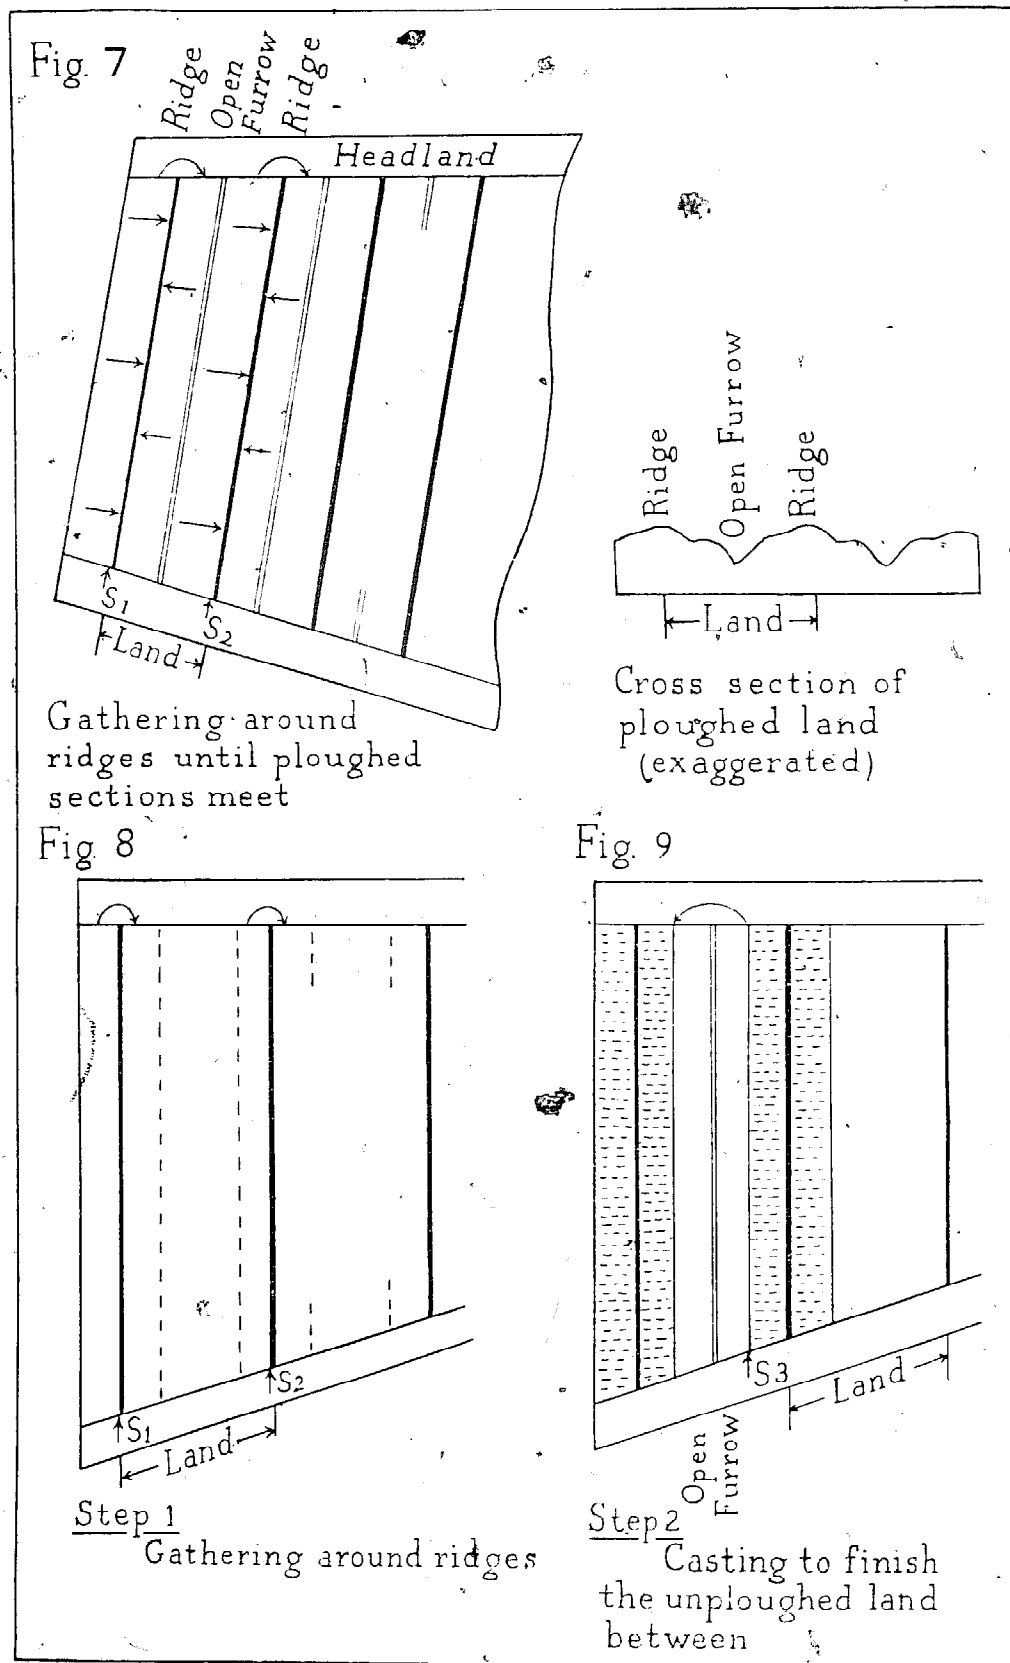 Fig. 7
Ridge
Open
Furrow
Ridge
Headland
S1
S2
Land
Gathering around
ridges until ploughed
sections meet
Ridge
Open Furrow
Ridge
Land
Cross section of
ploughed land
(exaggerated)
Fig. 8
S1
S2
Land
Step 1
Gathering around ridges
Fig. 9
S3
Land
Open
Furrow
Step 2
Casting to finish
the unploughed land
between